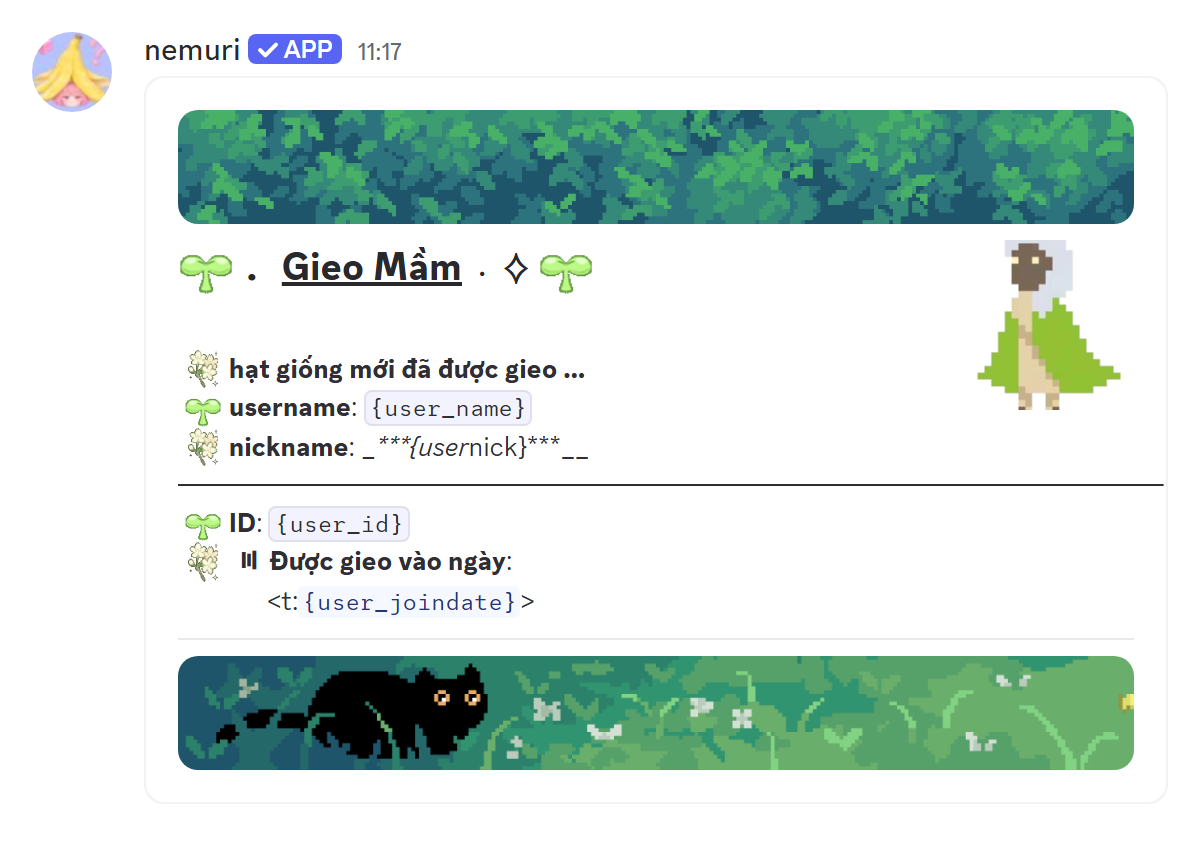 nemuri ✓ APP 11:17
. Gieo Mầm · ✧
hạt giống mới đã được gieo ...
username: {user_name}
nickname: _***{usernick}***__
ID: {user_id}
Được gieo vào ngày:
<t:{user_joindate}>